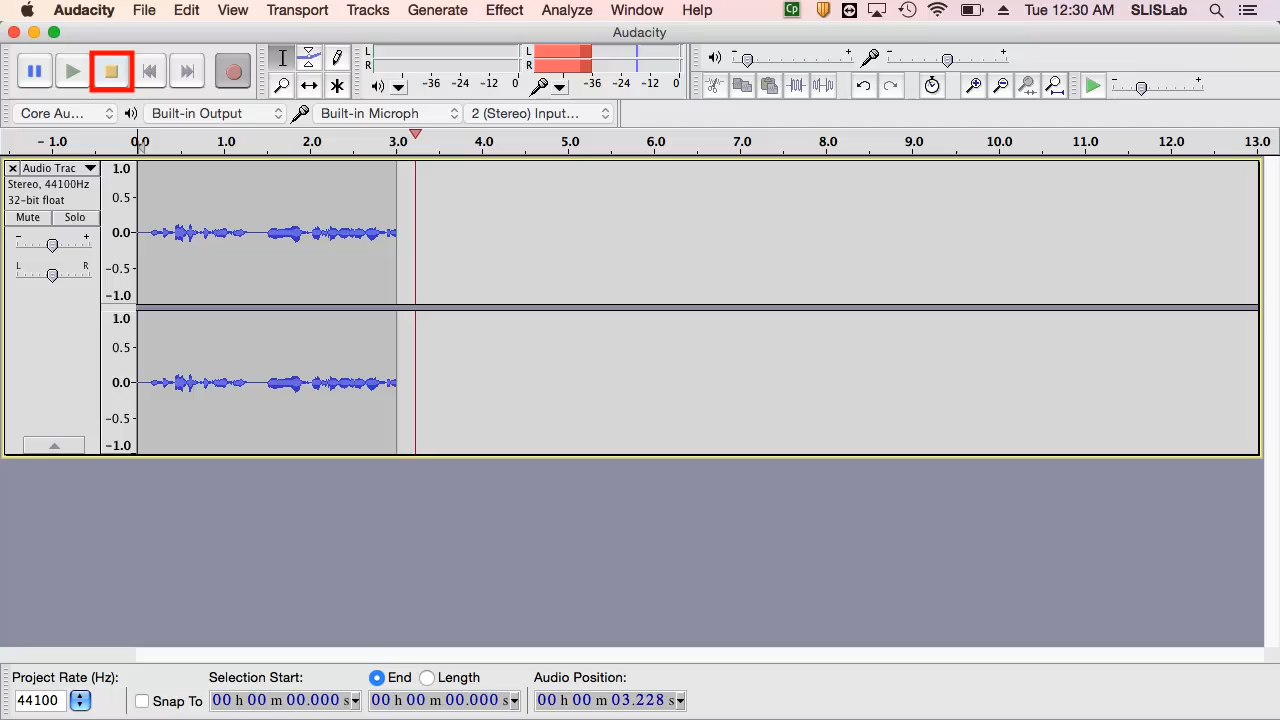 Audacity File Edit View Transport Tracks Generate Effect Analyze Window Help Cp Tue 12:30 AM SLISLab
Audacity
L
R
-36 -24 -12 0
L
R
-36 -24 -12 0
- +
- +
- +
Core Au... Built-in Output Built-in Microph 2 (Stereo) Input...
- 1.0 0.0 1.0 2.0 3.0 4.0 5.0 6.0 7.0 8.0 9.0 10.0 11.0 12.0 13.0
Audio Trac
Stereo, 44100Hz
32-bit float
Mute Solo
- +
L R
1.0
0.5
0.0
-0.5
-1.0
1.0
0.5
0.0
-0.5
-1.0
Project Rate (Hz): Selection Start: End Length Audio Position:
44100 Snap To 00 h 00 m 00.000 s 00 h 00 m 00.000 s 00 h 00 m 03.228 s